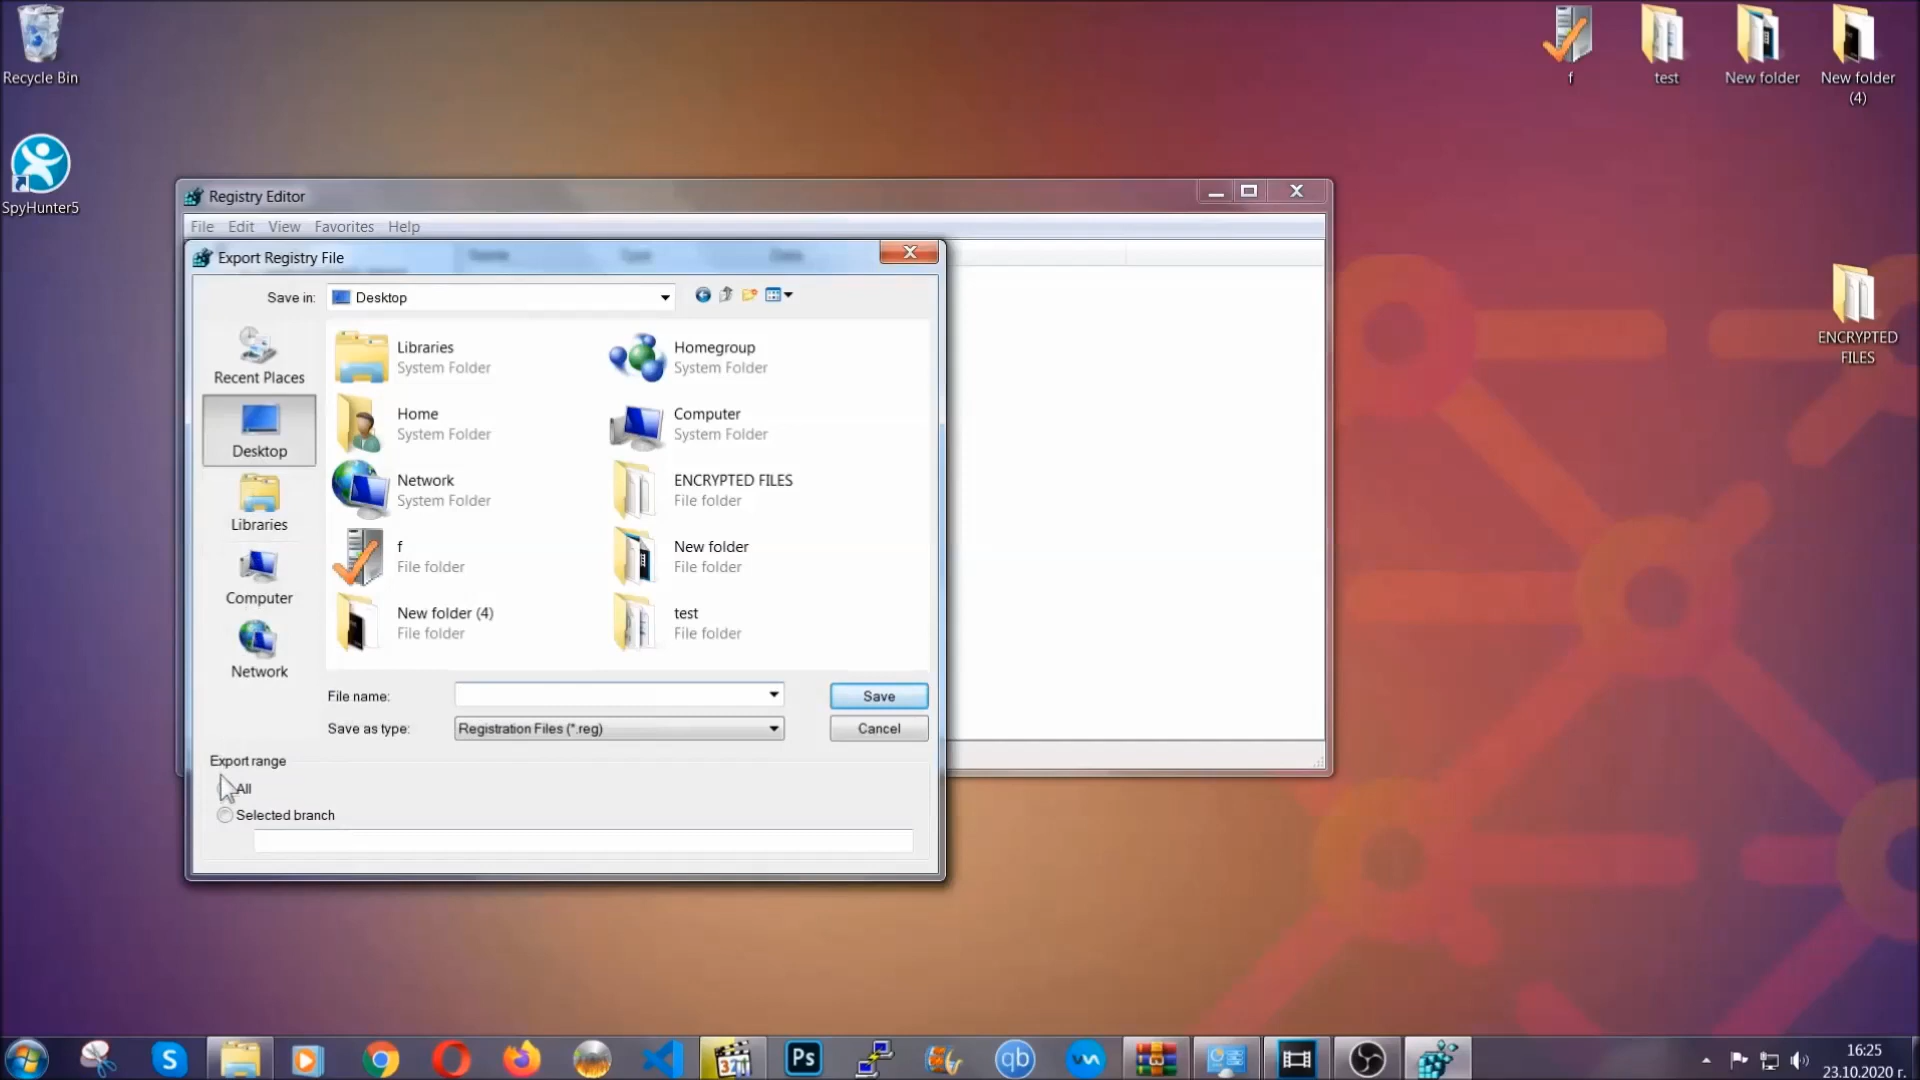 Recycle Bin
SpyHunter5
f
test
New folder
New folder
(4)
ENCRYPTED
FILES
Registry Editor
File Edit View Favorites Help
Export Registry File
Save in:
Desktop
Recent Places
Desktop
Libraries
Computer
Network
Libraries
System Folder
Homegroup
System Folder
Home
System Folder
Computer
System Folder
Network
System Folder
ENCRYPTED FILES
File folder
f
File folder
New folder
File folder
New folder (4)
File folder
test
File folder
File name:
Save
Save as type:
Registration Files (*.reg)
Cancel
Export range
All
Selected branch
S
321
Ps
qb
16:25
23.10.2020 г.